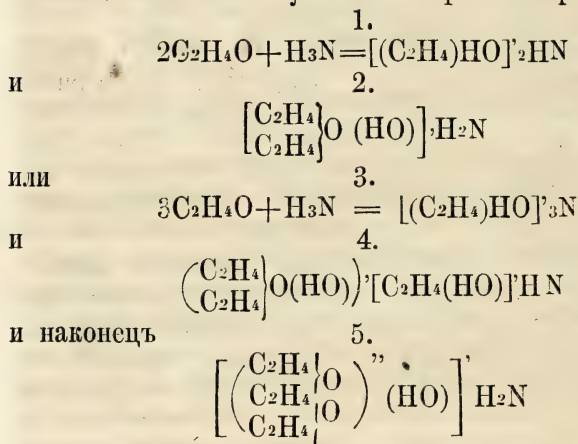 1.
2C₂H₄O+H₃N=[(C₂H₄)HO]'₂HN
и 2.
[C₂H₄
C₂H₄}O (HO)]'H₂N
или 3.
3C₂H₄O+H₃N = [(C₂H₄)HO]'₃N
и 4.
(C₂H₄
C₂H₄}O(HO))'[C₂H₄(HO)]'HN
и наконецъ 5.
[(C₂H₄
C₂H₄
C₂H₄}O O)" (HO)]' H₂N